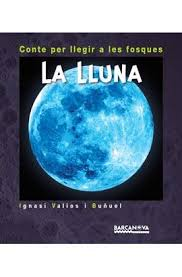 Conte per llegir a les fosques
LA LLUNA
Ignasi Valios i Buñuel
BARCANOVA